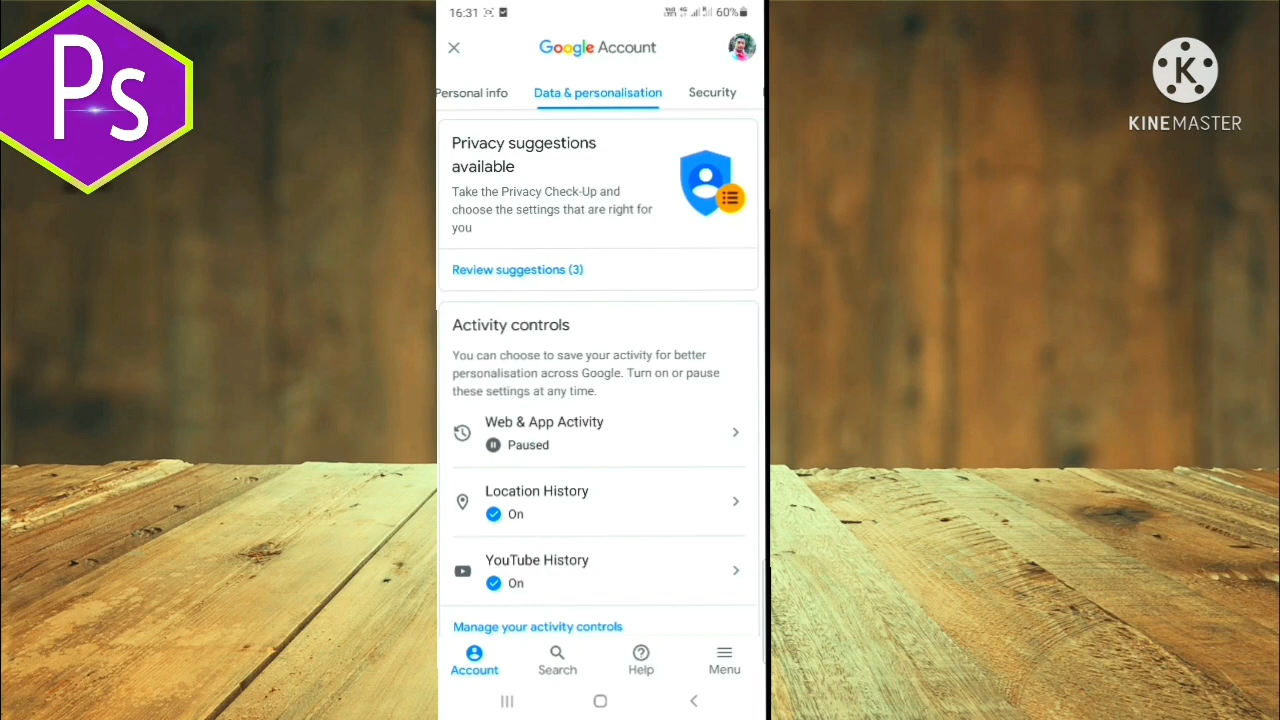 Ps
16:31
60%
Google Account
KINEMASTER
Personal info
Data & personalisation
Security
Privacy suggestions
available
Take the Privacy Check-Up and
choose the settings that are right for
you
Review suggestions (3)
Activity controls
You can choose to save your activity for better
personalisation across Google. Turn on or pause
these settings at any time.
Web & App Activity
Paused
Location History
On
YouTube History
On
Manage your activity controls
Account
Search
Help
Menu